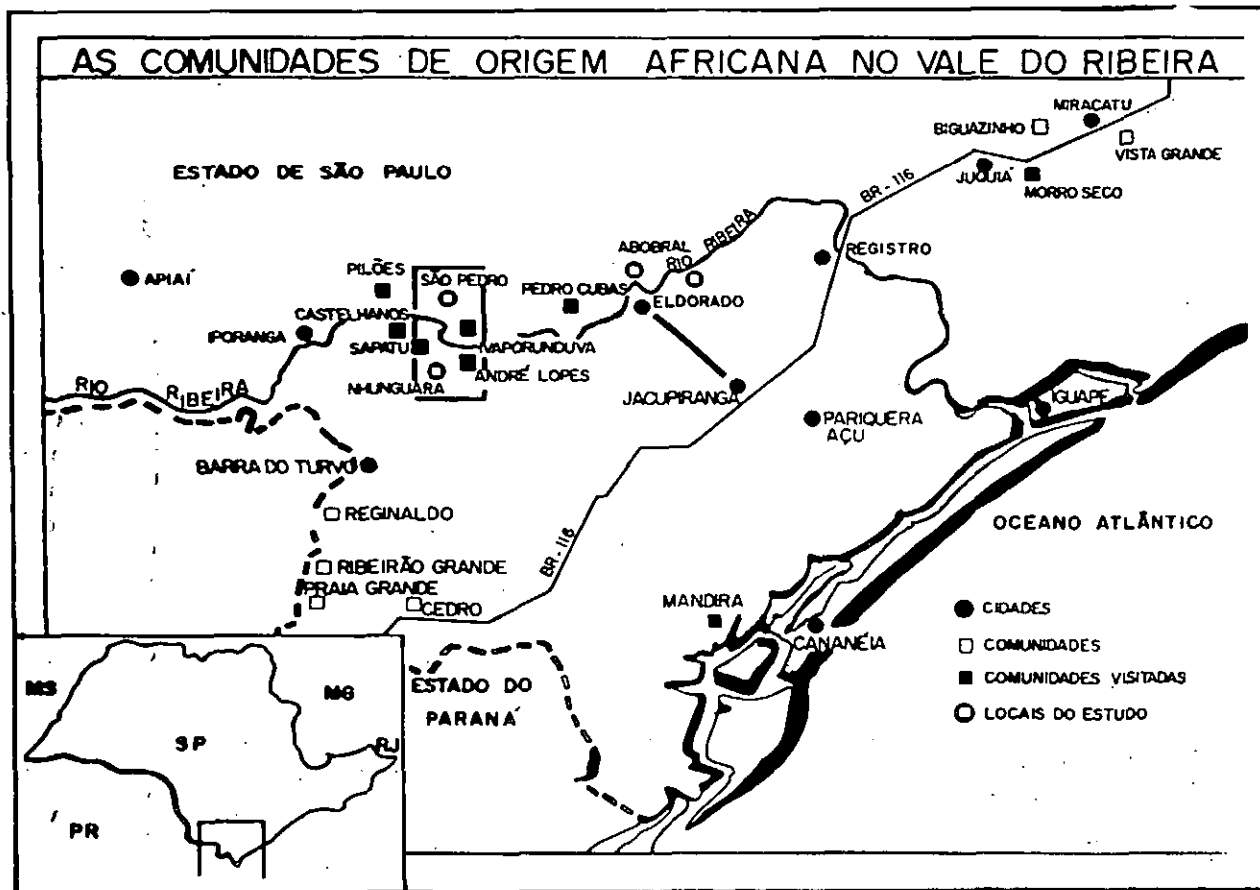 AS COMUNIDADES DE ORIGEM AFRICANA NO VALE DO RIBEIRA
MIRACATU
BIGUAZINHO
VISTA GRANDE
ESTADO DE SÃO PAULO
JUQUIÁ
MORRO SECO
BR-116
ABOBRAL
RIO RIBEIRA
REGISTRO
APIAÍ
PILÕES
SÃO PEDRO
PEDRO CUBAS
ELDORADO
CASTELHANOS
IPORANGA
SAPATU
IVAPORUNDUVA
ANDRÉ LOPES
NHUNGUARA
RIO RIBEIRA
JACUPIRANGA
IGUAPE
PARIQUERA
AÇU
BARRA DO TURVO
REGINALDO
OCEANO ATLÂNTICO
BR-116
RIBEIRÃO GRANDE
PRAIA GRANDE
CEDRO
MANDIRA
CANANÉIA
CIDADES
COMUNIDADES
COMUNIDADES VISITADAS
LOCAIS DO ESTUDO
ESTADO DO
PARANÁ
MS
MG
SP
RJ
PR